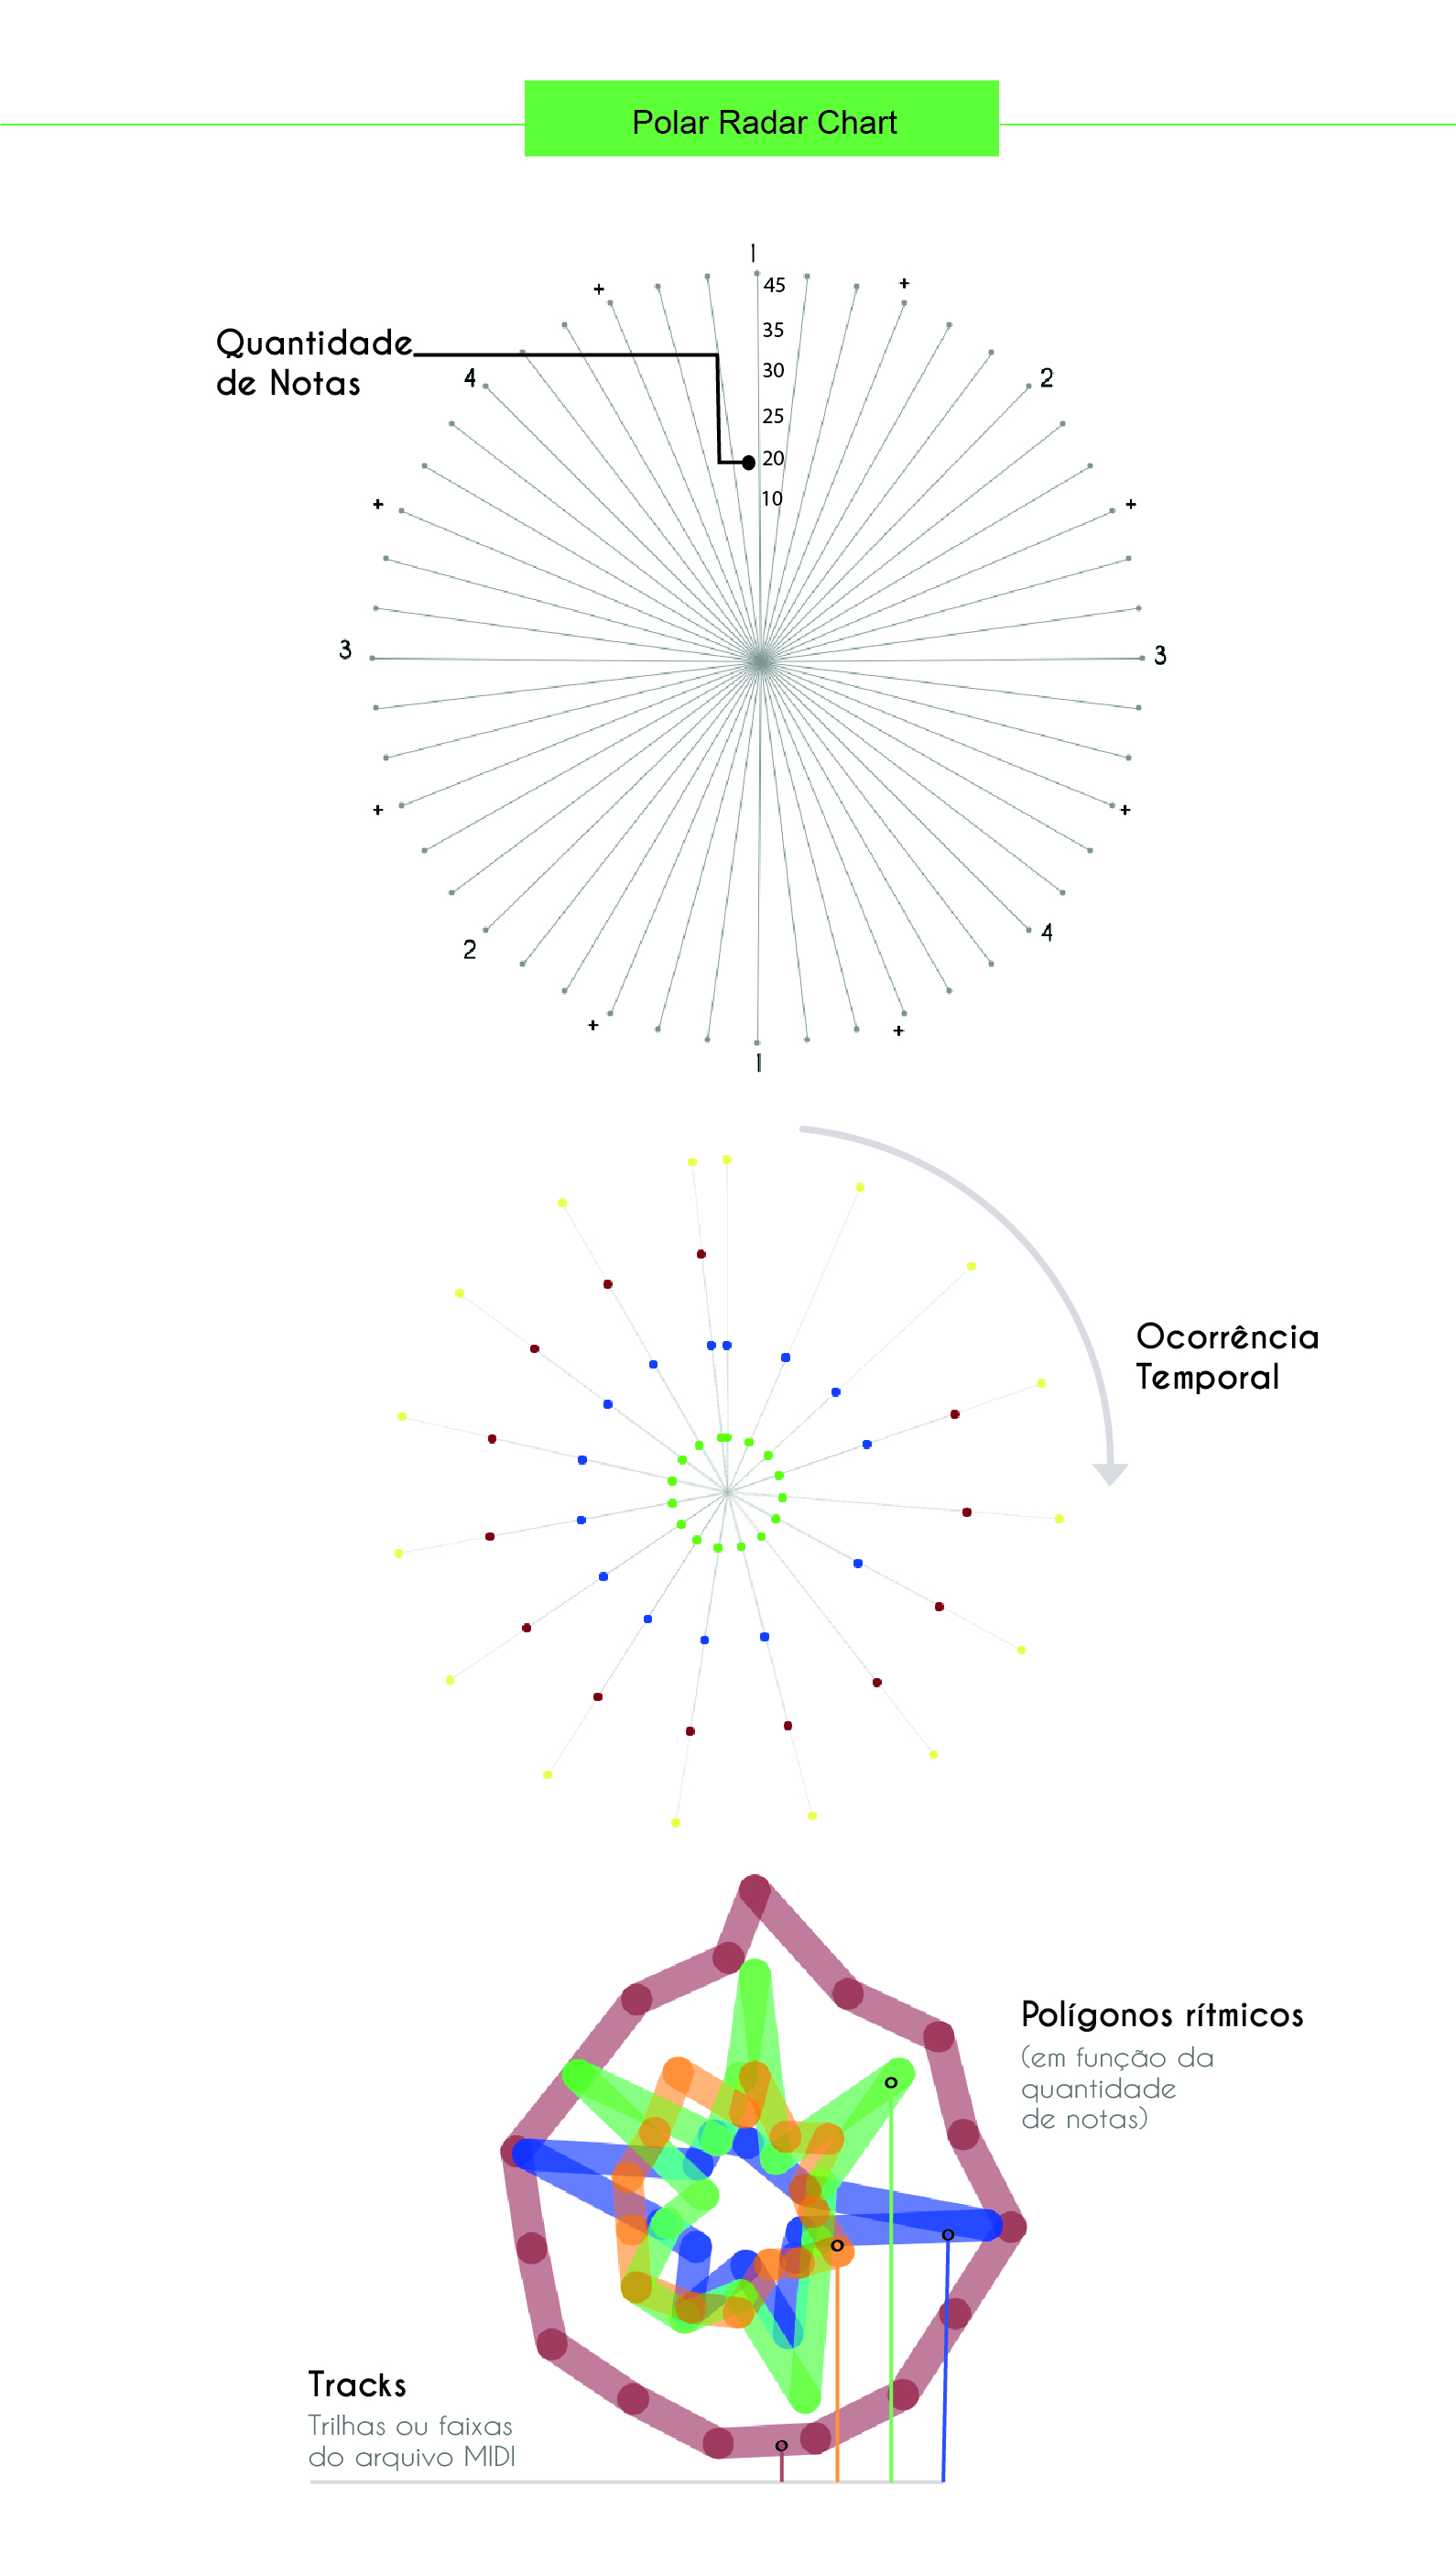 Polar Radar Chart
1
+
+
45
35
Quantidade
de Notas
30
4
2
25
20
10
+
+
3
3
+
+
2
4
+
+
1
Ocorrência
Temporal
Polígonos rítmicos
(em função da
quantidade
de notas)
Tracks
Trilhas ou faixas
do arquivo MIDI